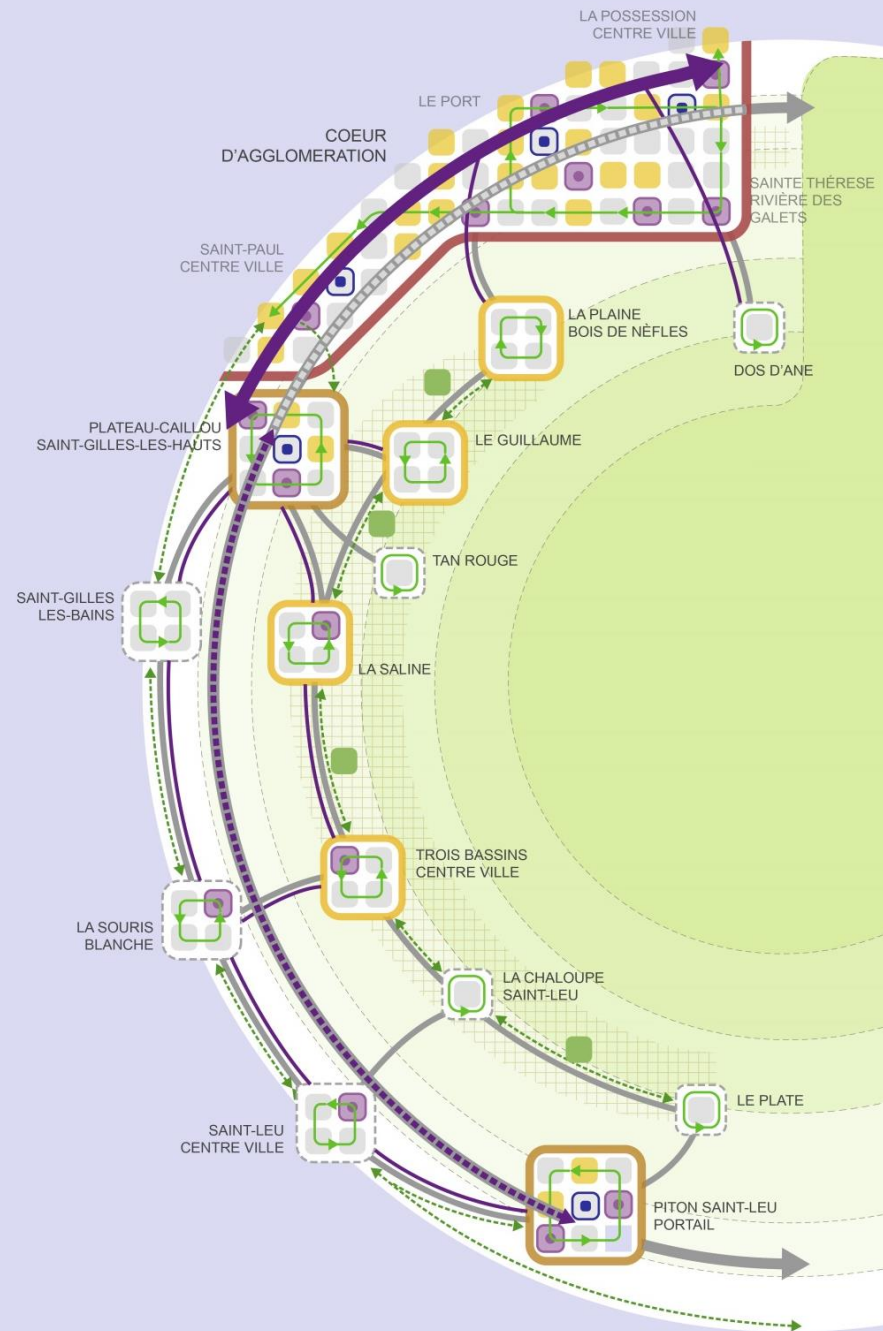 LA POSSESSION
CENTRE VILLE
LE PORT
COEUR
D'AGGLOMERATION
SAINTE THÉRESE
RIVIÈRE DES
GALETS
SAINT-PAUL
CENTRE VILLE
LA PLAINE
BOIS DE NÈFLES
DOS D'ANE
PLATEAU-CAILLOU
SAINT-GILLES-LES-HAUTS
LE GUILLAUME
TAN ROUGE
SAINT-GILLES
LES-BAINS
LA SALINE
TROIS BASSINS
CENTRE VILLE
LA SOURIS
BLANCHE
LA CHALOUPE
SAINT-LEU
LE PLATE
SAINT-LEU
CENTRE VILLE
PITON SAINT-LEU
PORTAIL